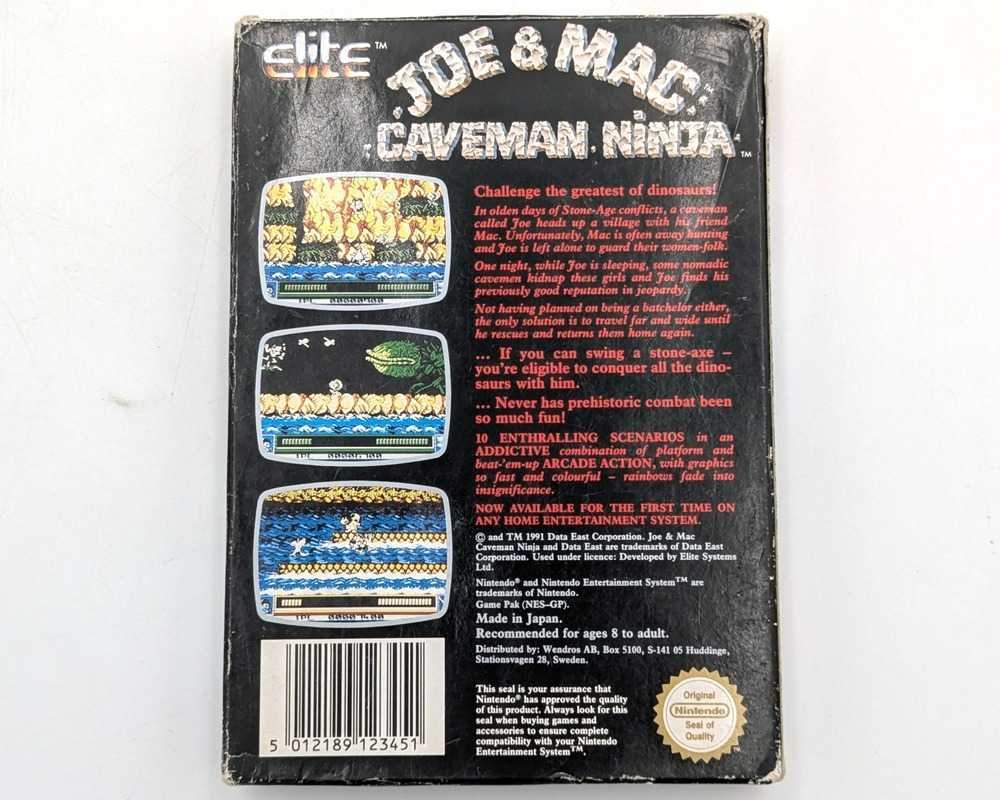 elite™
JOE & MAC™
CAVEMAN NINJA™
Challenge the greatest of dinosaurs!
In olden days of Stone-Age conflicts, a caveman
called Joe heads up a village with his friend
Mac. Unfortunately, Mac is often away hunting
and Joe is left alone to guard their women-folk.
One night, while Joe is sleeping, some nomadic
cavemen kidnap these girls and Joe finds his
previously good reputation in jeopardy.
Not having planned on being a batchelor either,
the only solution is to travel far and wide until
he rescues and returns them home again.
... If you can swing a stone-axe –
you're eligible to conquer all the dino-
saurs with him.
... Never has prehistoric combat been
so much fun!
10 ENTHRALLING SCENARIOS in an
ADDICTIVE combination of platform and
beat-'em-up ARCADE ACTION, with graphics
so fast and colourful – rainbows fade into
insignificance.
NOW AVAILABLE FOR THE FIRST TIME ON
ANY HOME ENTERTAINMENT SYSTEM.
© and TM 1991 Data East Corporation. Joe & Mac
Caveman Ninja and Data East are trademarks of Data East
Corporation. Used under licence: Developed by Elite Systems
Ltd.
Nintendo® and Nintendo Entertainment System™ are
trademarks of Nintendo.
Game Pak (NES-GP).
Made in Japan.
Recommended for ages 8 to adult.
Distributed by: Wendros AB, Box 5100, S-141 05 Huddinge,
Stationsvagen 28, Sweden.
This seal is your assurance that
Nintendo® has approved the quality
of this product. Always look for this
seal when buying games and
accessories to ensure complete
compatibility with your Nintendo
Entertainment System™.
Original
Nintendo
Seal of
Quality
5 012189 123451